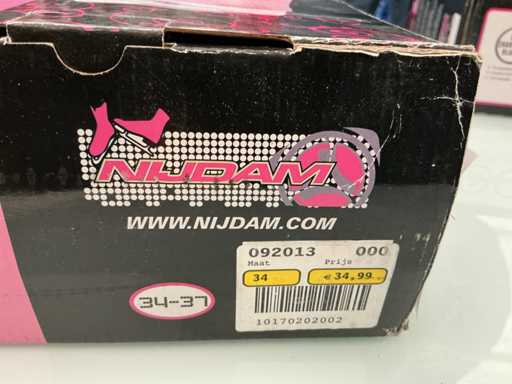 NIJDAM
WWW.NIJDAM.COM
34-37
092013 000
Maat Prijs
34 € 34,99
10170202002